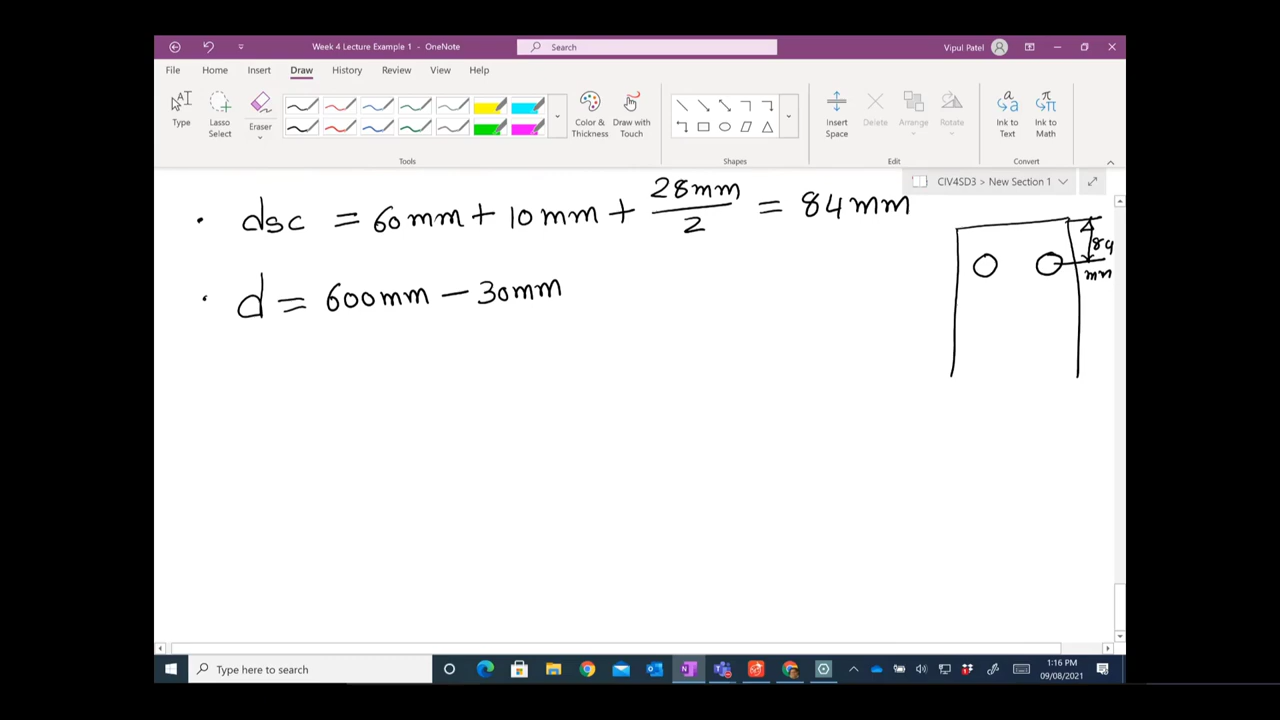 Week 4 Lecture Example 1 - OneNote
Search
Vipul Patel
File Home Insert Draw History Review View Help
Type
Lasso Select
Eraser
Color & Thickness
Draw with Touch
Insert Space
Delete
Arrange
Rotate
Ink to Text
Ink to Math
Tools
Shapes
Edit
Convert
CIV4SD3 > New Section 1
• dsc = 60mm + 10mm + 28mm/2 = 84mm
84
mm
• d = 600mm - 30mm
Type here to search
1:16 PM
09/08/2021